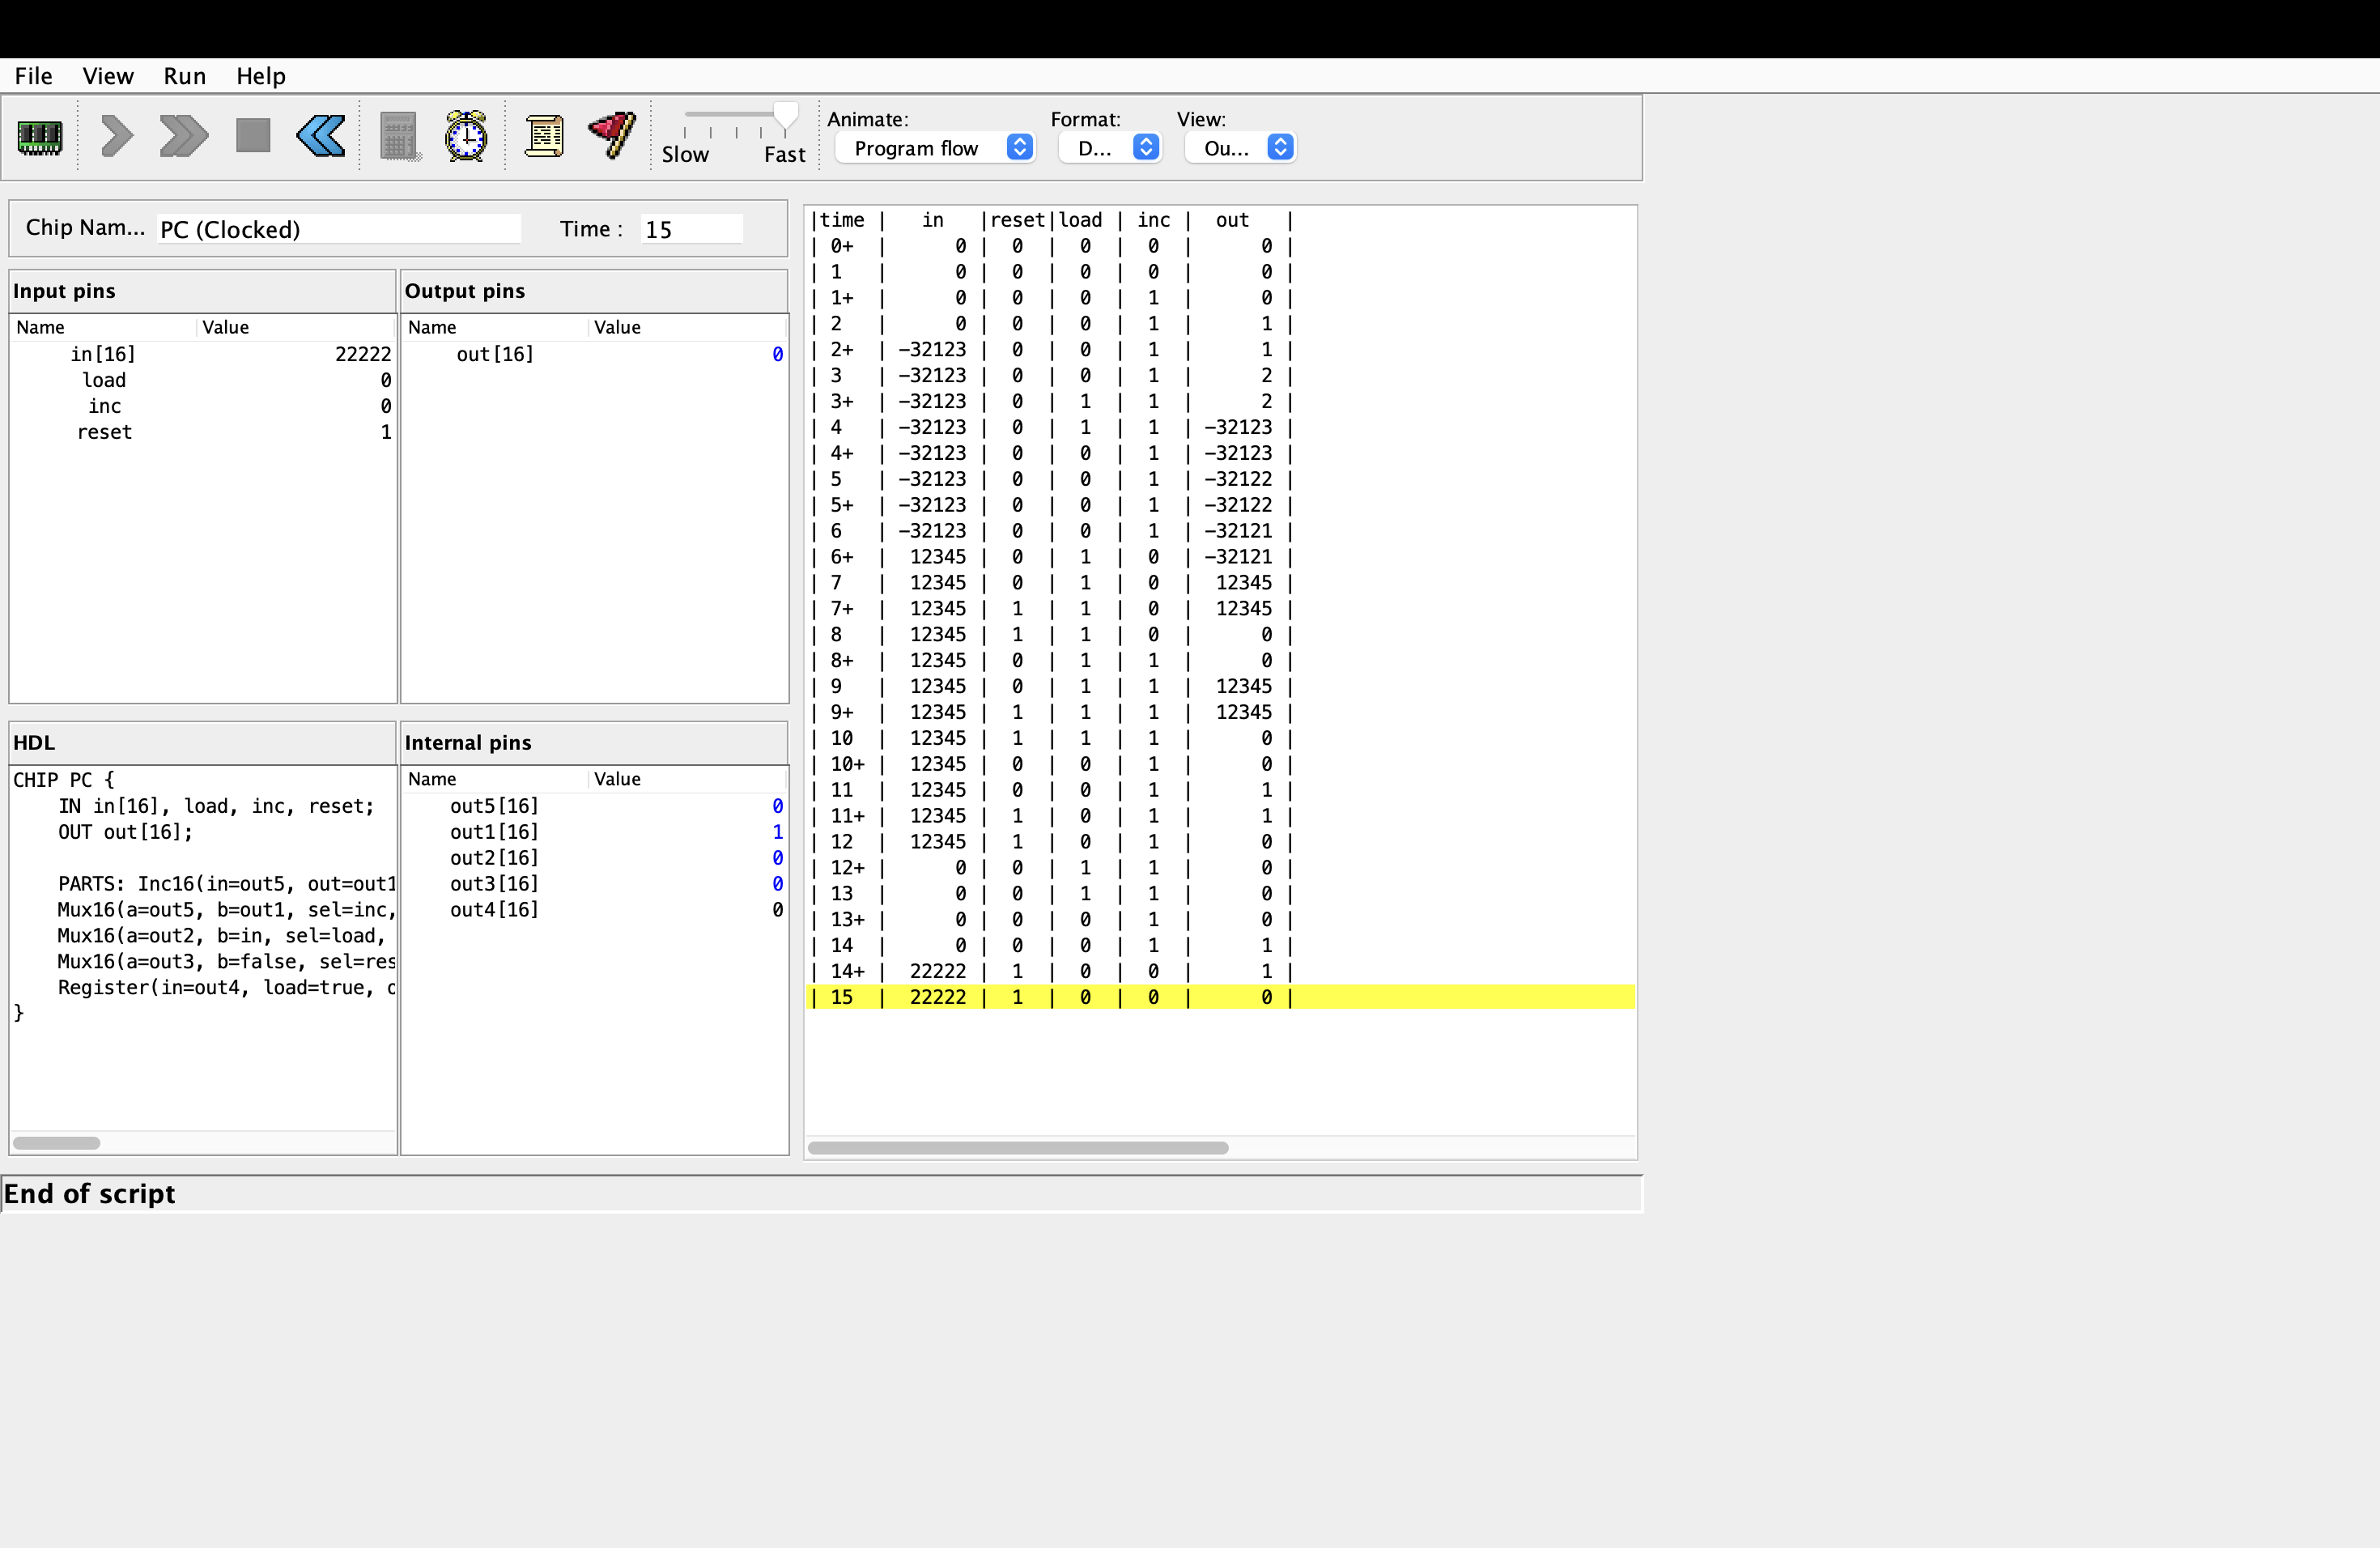 File View Run Help
Slow Fast
Animate: Format: View:
Program flow D... Ou...
Chip Nam... PC (Clocked) Time : 15
Input pins
Name Value
in[16] 22222
load 0
inc 0
reset 1
Output pins
Name Value
out[16] 0
HDL
CHIP PC {
IN in[16], load, inc, reset;
OUT out[16];
PARTS: Inc16(in=out5, out=out1
Mux16(a=out5, b=out1, sel=inc,
Mux16(a=out2, b=in, sel=load,
Mux16(a=out3, b=false, sel=res
Register(in=out4, load=true, o
}
Internal pins
Name Value
out5[16] 0
out1[16] 1
out2[16] 0
out3[16] 0
out4[16] 0
|time | in |reset|load | inc | out |
| 0+ | 0 | 0 | 0 | 0 | 0 |
| 1 | 0 | 0 | 0 | 0 | 0 |
| 1+ | 0 | 0 | 0 | 1 | 0 |
| 2 | 0 | 0 | 0 | 1 | 1 |
| 2+ | -32123 | 0 | 0 | 1 | 1 |
| 3 | -32123 | 0 | 0 | 1 | 2 |
| 3+ | -32123 | 0 | 1 | 1 | 2 |
| 4 | -32123 | 0 | 1 | 1 | -32123 |
| 4+ | -32123 | 0 | 0 | 1 | -32123 |
| 5 | -32123 | 0 | 0 | 1 | -32122 |
| 5+ | -32123 | 0 | 0 | 1 | -32122 |
| 6 | -32123 | 0 | 0 | 1 | -32121 |
| 6+ | 12345 | 0 | 1 | 0 | -32121 |
| 7 | 12345 | 0 | 1 | 0 | 12345 |
| 7+ | 12345 | 1 | 1 | 0 | 12345 |
| 8 | 12345 | 1 | 1 | 0 | 0 |
| 8+ | 12345 | 0 | 1 | 1 | 0 |
| 9 | 12345 | 0 | 1 | 1 | 12345 |
| 9+ | 12345 | 1 | 1 | 1 | 12345 |
| 10 | 12345 | 1 | 1 | 1 | 0 |
| 10+ | 12345 | 0 | 0 | 1 | 0 |
| 11 | 12345 | 0 | 0 | 1 | 1 |
| 11+ | 12345 | 1 | 0 | 1 | 1 |
| 12 | 12345 | 1 | 0 | 1 | 0 |
| 12+ | 0 | 0 | 1 | 1 | 0 |
| 13 | 0 | 0 | 1 | 1 | 0 |
| 13+ | 0 | 0 | 0 | 1 | 0 |
| 14 | 0 | 0 | 0 | 1 | 1 |
| 14+ | 22222 | 1 | 0 | 0 | 1 |
| 15 | 22222 | 1 | 0 | 0 | 0 |
End of script